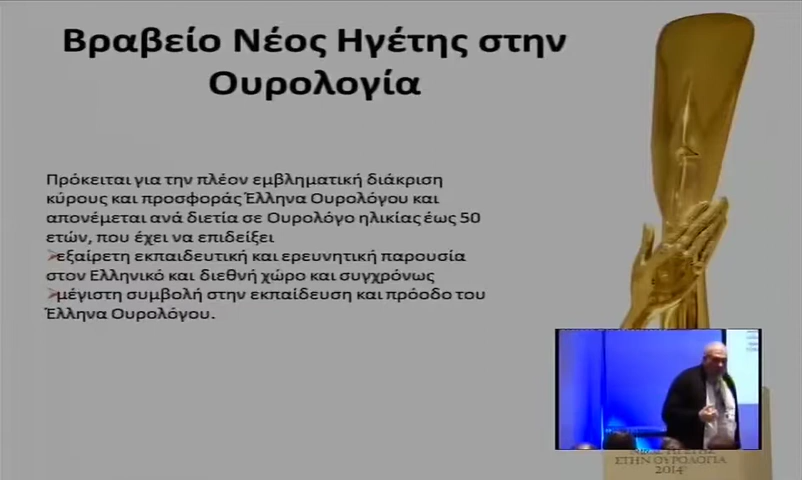 Βραβείο Νέος Ηγέτης στην
Ουρολογία
Πρόκειται για την πλέον εμβληματική διάκριση
κύρους και προσφοράς Έλληνα Ουρολόγου και
απονέμεται ανά διετία σε Ουρολόγο ηλικίας έως 50
ετών, που έχει να επιδείξει
εξαίρετη εκπαιδευτική και ερευνητική παρουσία
στον Ελληνικό και διεθνή χώρο και συγχρόνως
μέγιστη συμβολή στην εκπαίδευση και πρόοδο του
Έλληνα Ουρολόγου.
ΣΤΗΝ ΟΥΡΟΛΟΓΙΑ
2014